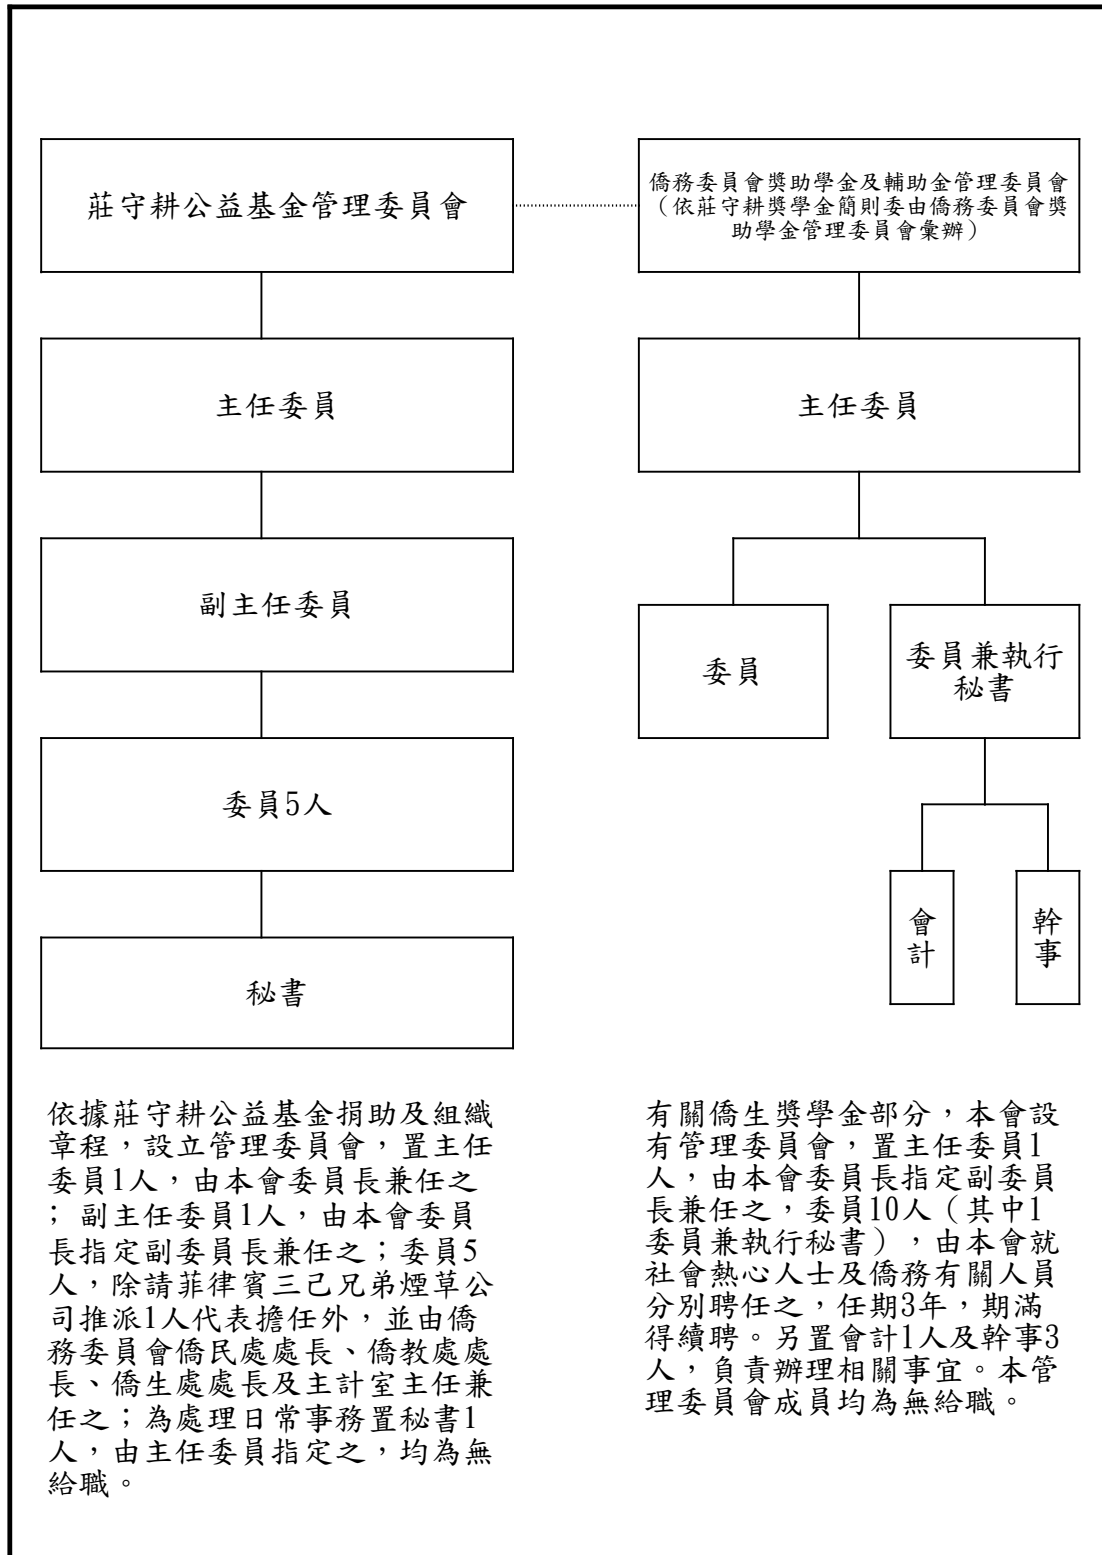 莊守耕公益基金管理委員會
僑務委員會獎助學金及輔助金管理委員會
（依莊守耕獎學金簡則委由僑務委員會獎
助學金管理委員會彙辦）
主任委員
主任委員
副主任委員
委員
委員兼執行
秘書
委員5人
會
計
幹
事
秘書
依據莊守耕公益基金捐助及組織
章程，設立管理委員會，置主任
委員1人，由本會委員長兼任之
；副主任委員1人，由本會委員
長指定副委員長兼任之；委員5
人，除請菲律賓三己兄弟煙草公
司推派1人代表擔任外，並由僑
務委員會僑民處處長、僑教處處
長、僑生處處長及主計室主任兼
任之；為處理日常事務置秘書1
人，由主任委員指定之，均為無
給職。
有關僑生獎學金部分，本會設
有管理委員會，置主任委員1
人，由本會委員長指定副委員
長兼任之，委員10人（其中1
委員兼執行秘書），由本會就
社會熱心人士及僑務有關人員
分別聘任之，任期3年，期滿
得續聘。另置會計1人及幹事3
人，負責辦理相關事宜。本管
理委員會成員均為無給職。